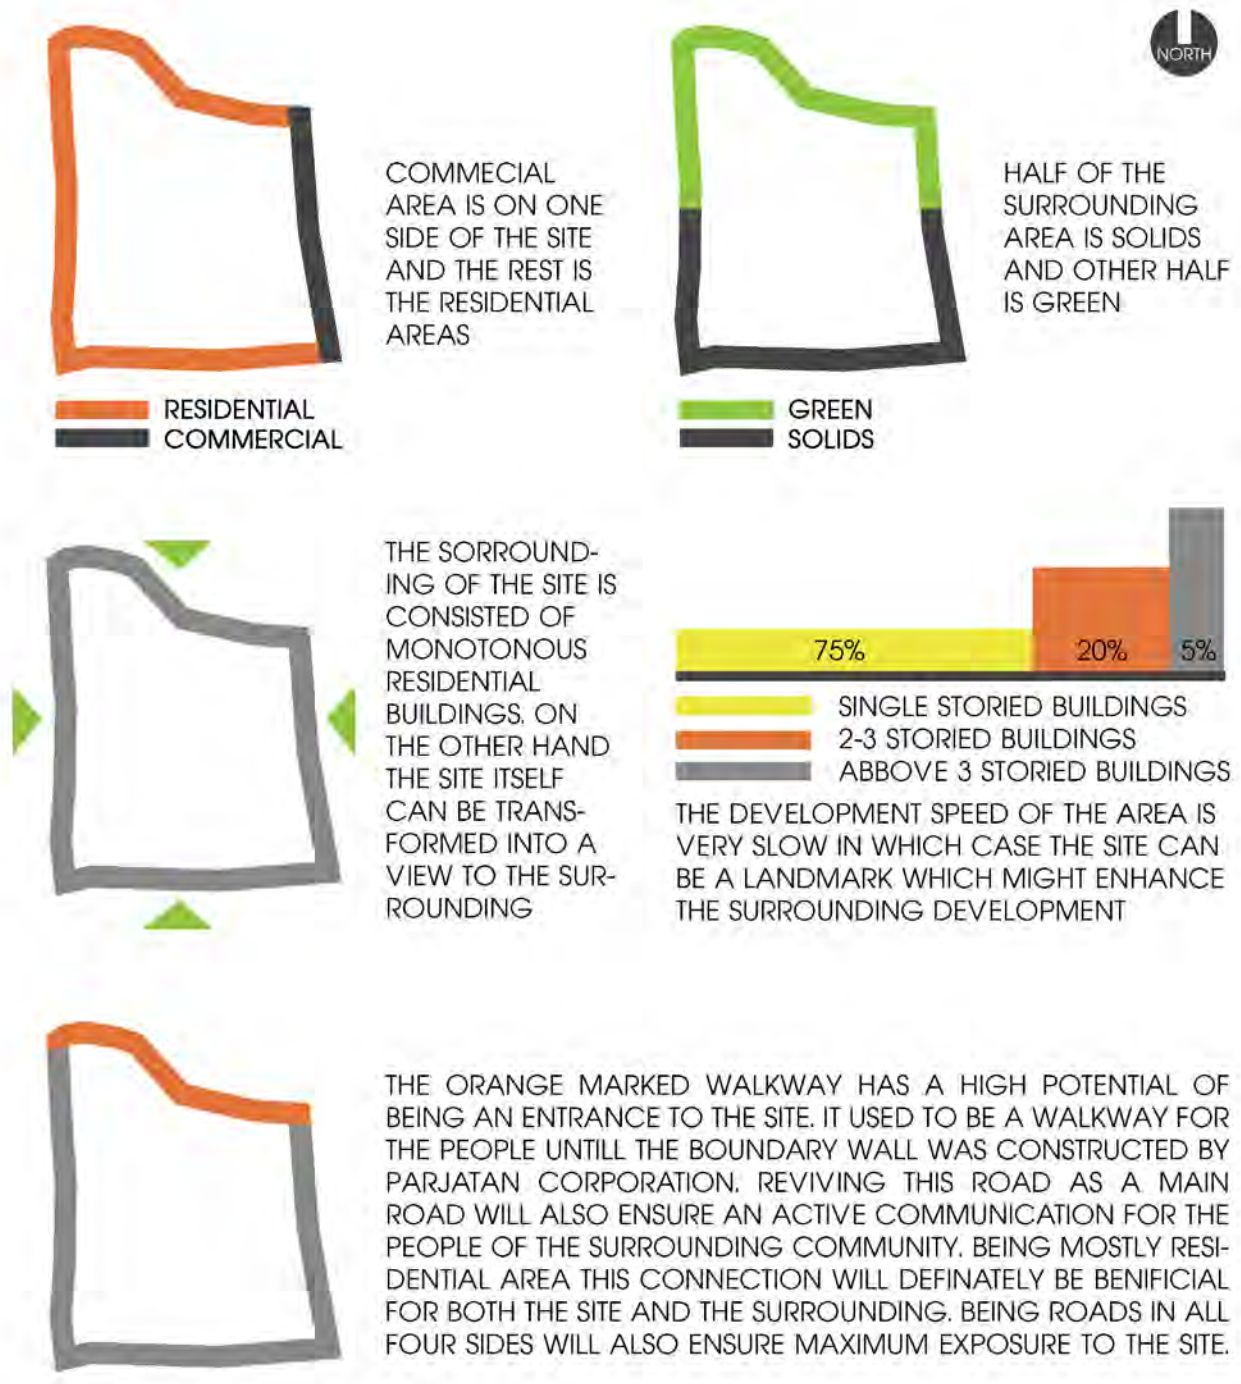 NORTH
COMMECIAL
AREA IS ON ONE
SIDE OF THE SITE
AND THE REST IS
THE RESIDENTIAL
AREAS
RESIDENTIAL
COMMERCIAL
HALF OF THE
SURROUNDING
AREA IS SOLIDS
AND OTHER HALF
IS GREEN
GREEN
SOLIDS
THE SORROUND-
ING OF THE SITE IS
CONSISTED OF
MONOTONOUS
RESIDENTIAL
BUILDINGS. ON
THE OTHER HAND
THE SITE ITSELF
CAN BE TRANS-
FORMED INTO A
VIEW TO THE SUR-
ROUNDING
75% 20% 5%
SINGLE STORIED BUILDINGS
2-3 STORIED BUILDINGS
ABBOVE 3 STORIED BUILDINGS
THE DEVELOPMENT SPEED OF THE AREA IS
VERY SLOW IN WHICH CASE THE SITE CAN
BE A LANDMARK WHICH MIGHT ENHANCE
THE SURROUNDING DEVELOPMENT
THE ORANGE MARKED WALKWAY HAS A HIGH POTENTIAL OF
BEING AN ENTRANCE TO THE SITE. IT USED TO BE A WALKWAY FOR
THE PEOPLE UNTILL THE BOUNDARY WALL WAS CONSTRUCTED BY
PARJATAN CORPORATION. REVIVING THIS ROAD AS A MAIN
ROAD WILL ALSO ENSURE AN ACTIVE COMMUNICATION FOR THE
PEOPLE OF THE SURROUNDING COMMUNITY. BEING MOSTLY RESI-
DENTIAL AREA THIS CONNECTION WILL DEFINATELY BE BENIFICIAL
FOR BOTH THE SITE AND THE SURROUNDING. BEING ROADS IN ALL
FOUR SIDES WILL ALSO ENSURE MAXIMUM EXPOSURE TO THE SITE.